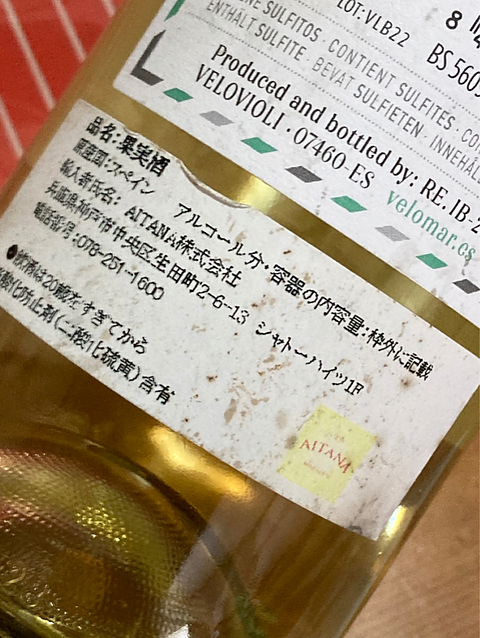 LOT:VLB22
8
NE SULFITOS, CONTIENT SULFITES, CON
ENTHÄLT SULFITE, BEVAT SULFIETEN, INNEHÅL
BS 5605
Produced and bottled by: RE. IB-2
VELOVIOLI · 07460-ES
velomar.es
品名:果実酒
アルコール分・容器の内容量:枠外に記載
原産国:スペイン
輸入者氏名: AITANA株式会社
兵庫県神戸市中央区生田町2-6-13 シャトーハイツ1F
電話番号:078-251-1600
●飲酒は20歳をすぎてから
酸化防止剤(二酸化硫黄)含有
AITANA